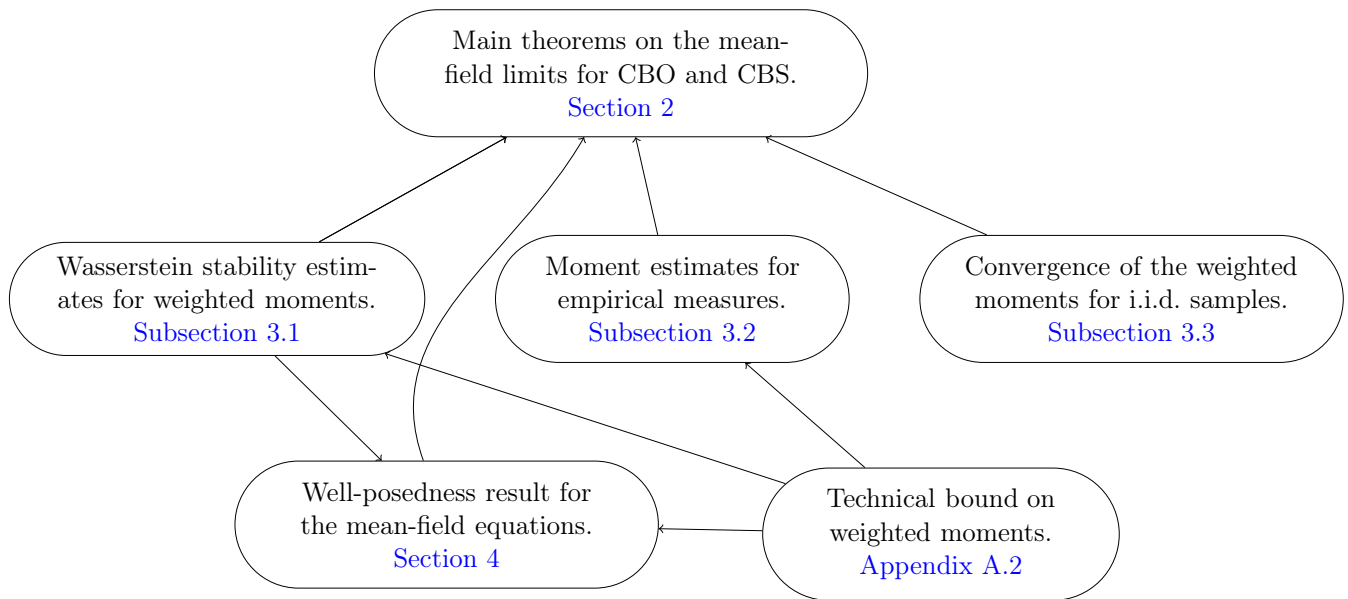 Main theorems on the mean-
field limits for CBO and CBS.
Section 2
Wasserstein stability estim-
ates for weighted moments.
Subsection 3.1
Moment estimates for
empirical measures.
Subsection 3.2
Convergence of the weighted
moments for i.i.d. samples.
Subsection 3.3
Well-posedness result for
the mean-field equations.
Section 4
Technical bound on
weighted moments.
Appendix A.2